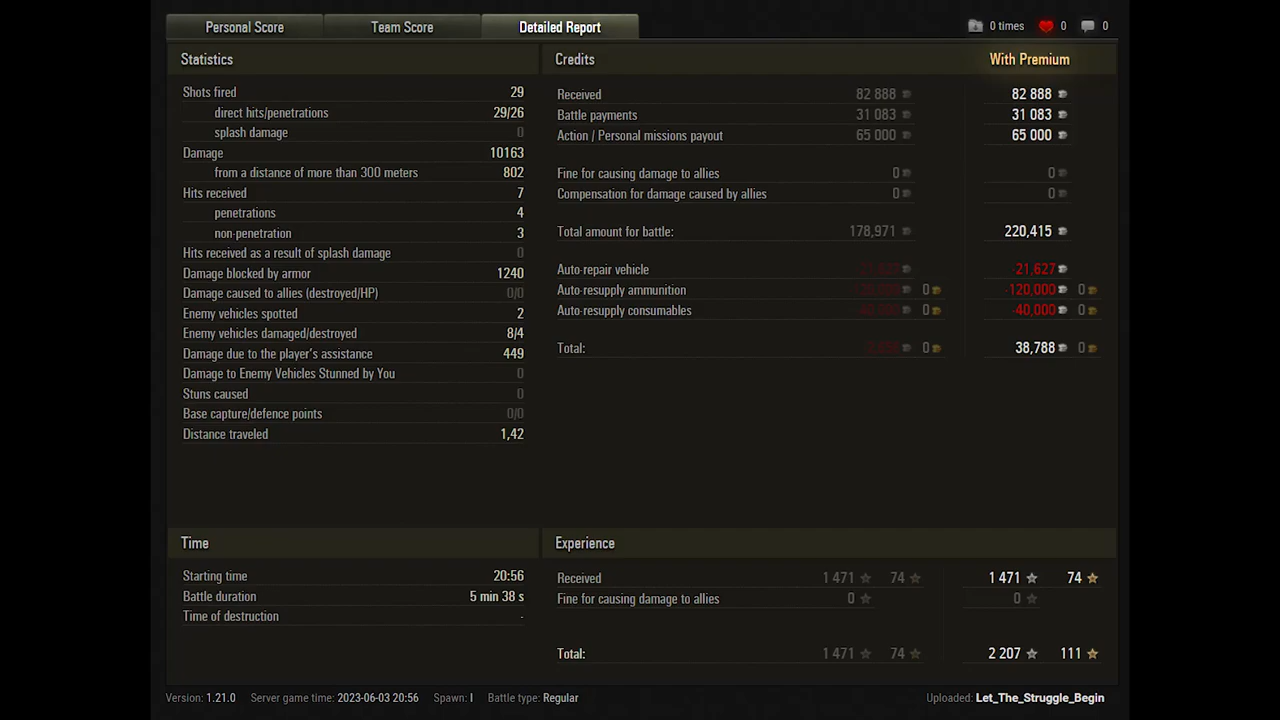 Personal Score Team Score Detailed Report 0 times 0 0
Statistics
Shots fired 29
direct hits/penetrations 29/26
splash damage 0
Damage 10163
from a distance of more than 300 meters 802
Hits received 7
penetrations 4
non-penetration 3
Hits received as a result of splash damage 0
Damage blocked by armor 1240
Damage caused to allies (destroyed/HP) 0/0
Enemy vehicles spotted 2
Enemy vehicles damaged/destroyed 8/4
Damage due to the player's assistance 449
Damage to Enemy Vehicles Stunned by You 0
Stuns caused 0
Base capture/defence points 0/0
Distance traveled 1,42
Credits With Premium
Received 82 888 82 888
Battle payments 31 083 31 083
Action / Personal missions payout 65 000 65 000
Fine for causing damage to allies 0 0
Compensation for damage caused by allies 0 0
Total amount for battle: 178,971 220,415
Auto-repair vehicle -21,627
Auto-resupply ammunition 0 -120,000 0
Auto-resupply consumables 0 -40,000 0
Total: 0 38,788 0
Time
Starting time 20:56
Battle duration 5 min 38 s
Time of destruction -
Experience
Received 1 471 74 1 471 74
Fine for causing damage to allies 0 0
Total: 1 471 74 2 207 111
Version: 1.21.0 Server game time: 2023-06-03 20:56 Spawn: I Battle type: Regular Uploaded: Let_The_Struggle_Begin